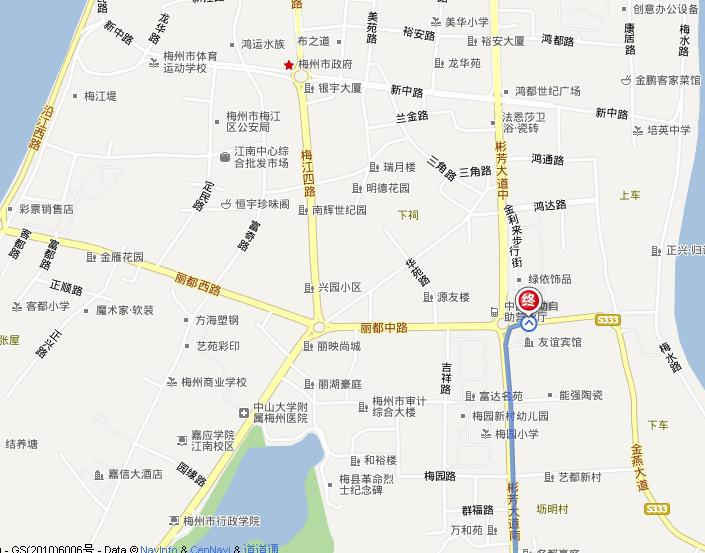 创意办公设备
美华小学
梅水路
康居路
美苑路
龙华路
新中路
鸿运水族
布之道
裕安路
裕安大厦
鸿都路
梅州市体育
运动学校
梅州市政府
龙华苑
金鹏客家菜馆
银宇大厦
新中路
鸿都世纪广场
新中路
梅江堤
沿江西路
梅州市梅江
区公安局
兰金路
法恩莎卫
浴·瓷砖
培英中学
梅江四路
江南中心综
合批发市场
瑞月楼
三角路
三角路
彬芳大道中
鸿通路
明德花园
上车
定民路
恒宇珍味阁
南辉世纪园
下祠
金利来步行街
鸿达路
彩票销售店
富奇路
客都路
富都路
金雁花园
正顺路
丽都西路
华苑路
绿依饰品
兴园小区
源友楼
终
客都小学
魔术家·软装
方海塑钢
丽都中路
S333
友谊宾馆
张屋
正兴路
艺苑彩印
丽映尚城
梅水路
吉祥路
梅州商业学校
丽湖豪庭
富达名苑
能强陶瓷
中山大学附
属梅州医院
梅州市审计
综合大楼
梅园新村幼儿园
梅园小学
下车
结养塘
嘉应学院
江南校区
和裕楼
金燕大道
嘉信大酒店
园缘路
梅县革命烈
士纪念碑
梅园路
艺都新村
彬芳大道南
群福路
坜明村
S333
梅州市行政学院
万和苑
GS(2010)6006号 - Data © NavInfo & CenNavi & 道道通